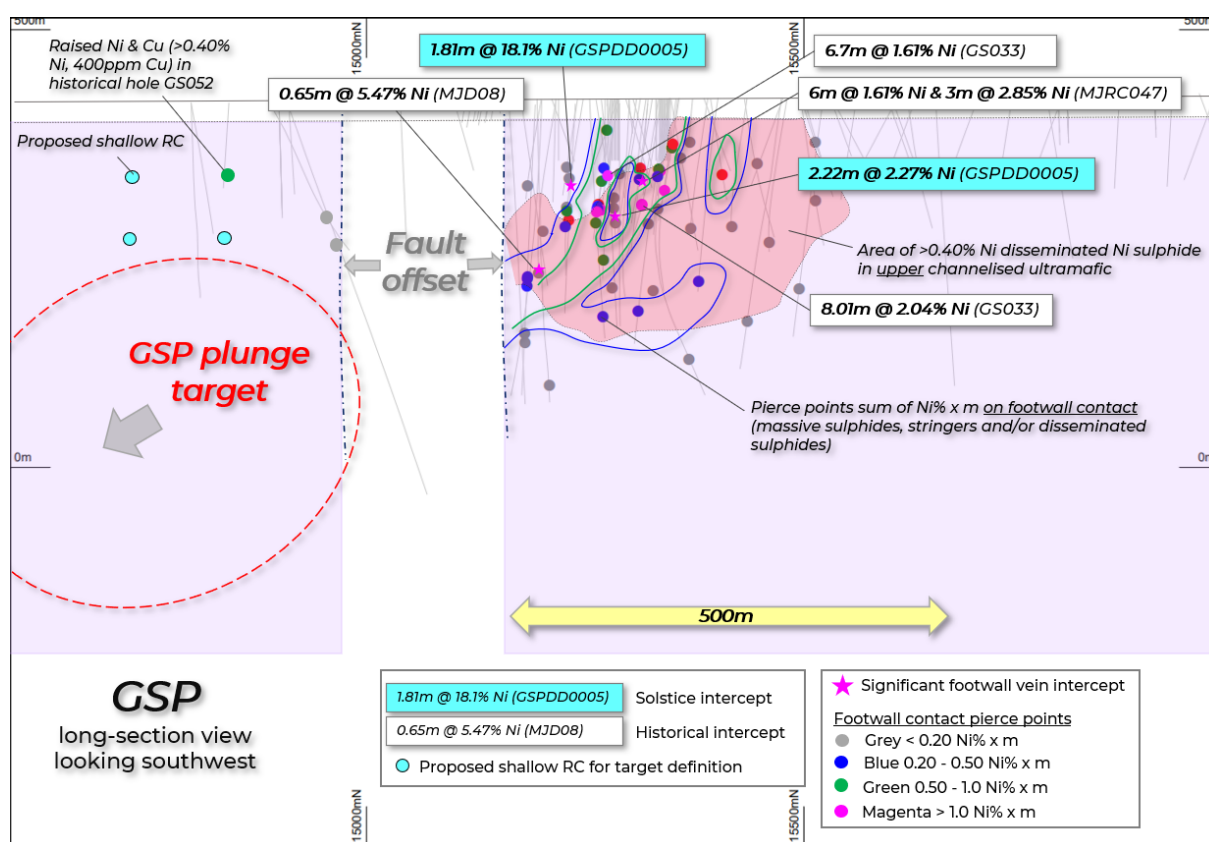 500m
500
Raised Ni & Cu (>0.40%
Ni, 400ppm Cu) in
historical hole GS052
15000mN
1.81m @ 18.1% Ni (GSPDD0005)
15500mN
6.7m @ 1.61% Ni (GS033)
0.65m @ 5.47% Ni (MJD08)
6m @ 1.61% Ni & 3m @ 2.85% Ni (MJRC047)
Proposed shallow RC
2.22m @ 2.27% Ni (GSPDD0005)
Fault
offset
Area of >0.40% Ni disseminated Ni sulphide
in upper channelised ultramafic
8.01m @ 2.04% Ni (GS033)
GSP plunge
target
Pierce points sum of Ni% x m on footwall contact
(massive sulphides, stringers and/or disseminated
sulphides)
0m
0m
500m
GSP
long-section view
looking southwest
1.81m @ 18.1% Ni (GSPDD0005)
Solstice intercept
0.65m @ 5.47% Ni (MJD08)
Historical intercept
Proposed shallow RC for target definition
Significant footwall vein intercept
Footwall contact pierce points
Grey < 0.20 Ni% x m
Blue 0.20 - 0.50 Ni% x m
Green 0.50 - 1.0 Ni% x m
Magenta > 1.0 Ni% x m
15000mN
15500mN